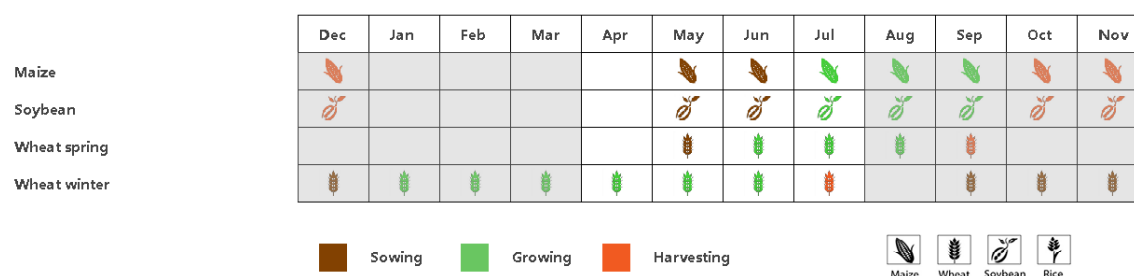 Dec Jan Feb Mar Apr May Jun Jul Aug Sep Oct Nov
Maize
Soybean
Wheat spring
Wheat winter
Sowing Growing Harvesting
Maize Wheat Soybean Rice